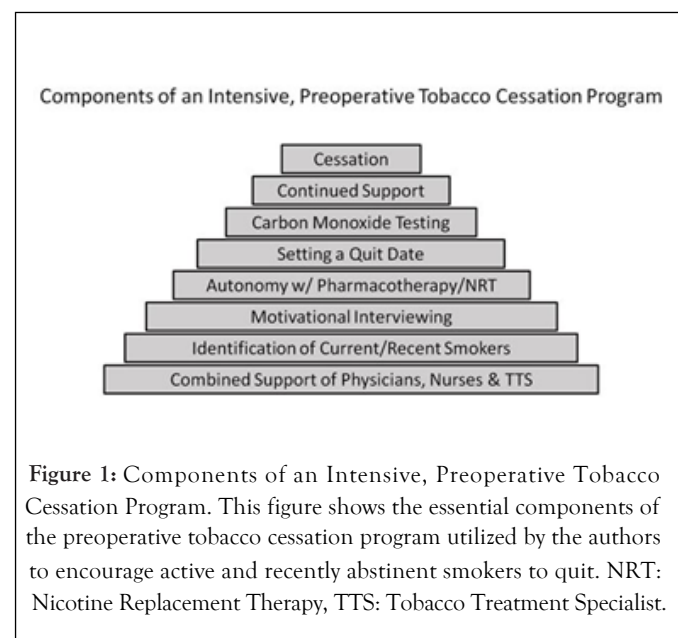 Components of an Intensive, Preoperative Tobacco Cessation Program
Cessation
Continued Support
Carbon Monoxide Testing
Setting a Quit Date
Autonomy w/ Pharmacotherapy/NRT
Motivational Interviewing
Identification of Current/Recent Smokers
Combined Support of Physicians, Nurses & TTS
Figure 1: Components of an Intensive, Preoperative Tobacco
Cessation Program. This figure shows the essential components of
the preoperative tobacco cessation program utilized by the authors
to encourage active and recently abstinent smokers to quit. NRT:
Nicotine Replacement Therapy, TTS: Tobacco Treatment Specialist.